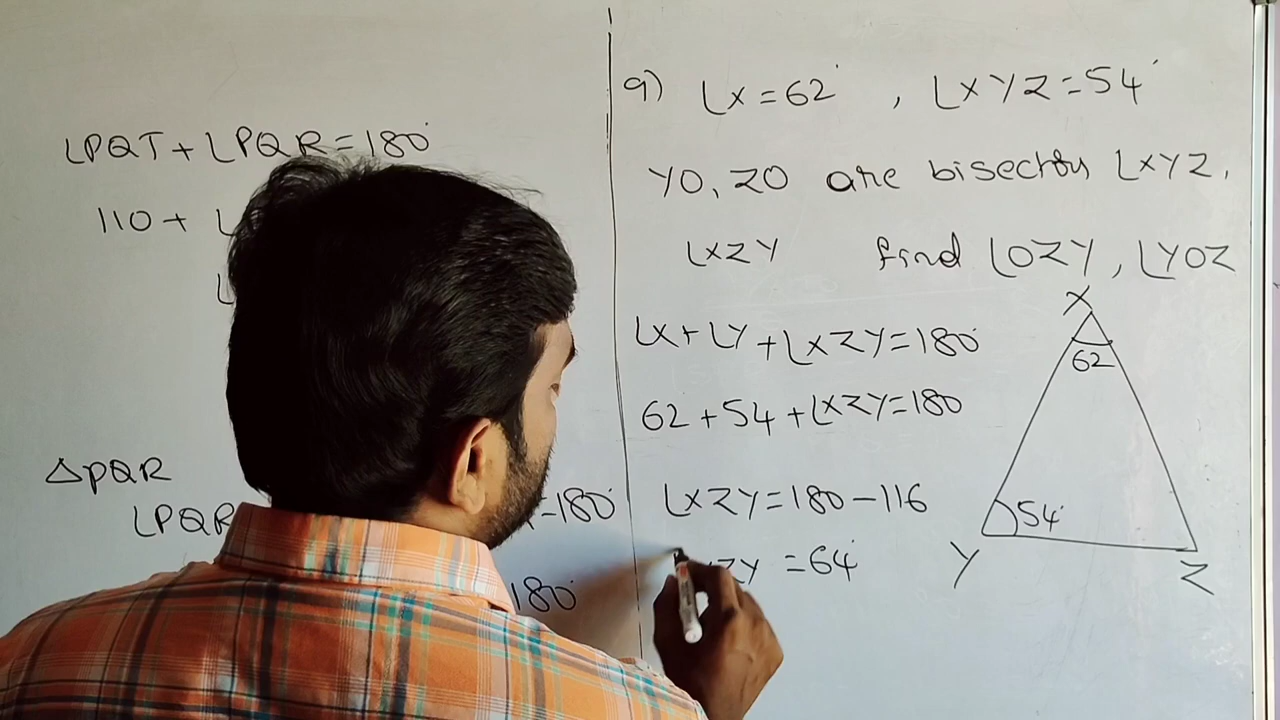 ∠PQT + ∠PQR = 180°
110 +
△PQR
∠PQR = 180°
180°
9) ∠X = 62° , ∠XYZ = 54°
YO, ZO are bisectors ∠XYZ,
∠XZY find ∠OZY, ∠YOZ
∠X + ∠Y + ∠XZY = 180°
62 + 54 + ∠XZY = 180
∠XZY = 180 - 116
XZY = 64°
X
62
54°
Y
Z